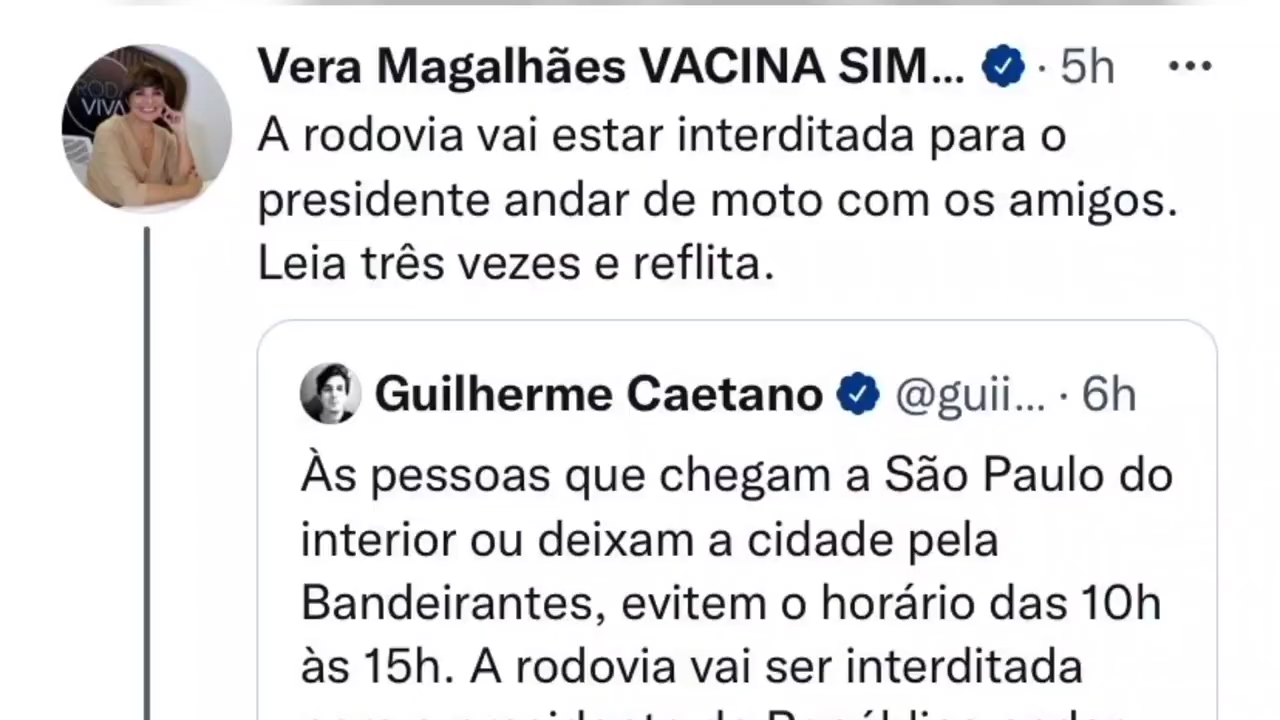 RODA
VIVA
Vera Magalhães VACINA SIM... · 5h
A rodovia vai estar interditada para o
presidente andar de moto com os amigos.
Leia três vezes e reflita.
Guilherme Caetano @guii... · 6h
Às pessoas que chegam a São Paulo do
interior ou deixam a cidade pela
Bandeirantes, evitem o horário das 10h
às 15h. A rodovia vai ser interditada